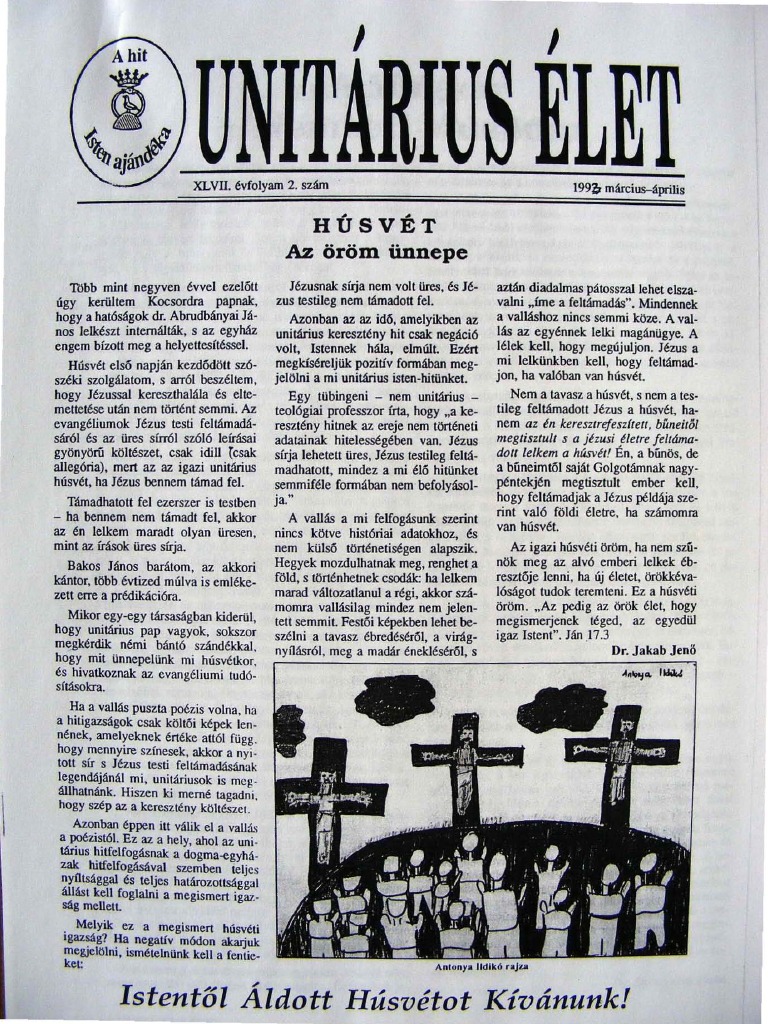 A hit
Isten ajándéka
UNITÁRIUS ÉLET
XLVII. évfolyam 2. szám
március–április
HÚSVÉT
Az öröm ünnepe
Több mint negyven évvel ezelőtt
úgy kerültem Kocsordra papnak,
hogy a hatóságok dr. Abrudbányai Já-
nos lelkészt internálták, s az egyház
engem bízott meg a helyettesítéssel.
Húsvét első napján kezdődött szó-
széki szolgálatom, s arról beszéltem,
hogy Jézussal kereszthalála és elte-
mettetése után nem történt semmi. Az
evangéliumok Jézus testi feltámadá-
sáról és az üres sírról szóló leírásai
gyönyörű költészet, csak idill (csak
allegória), mert az az igazi unitárius
húsvét, ha Jézus bennem támad fel.
Támadhatott fel ezerszer is testben
– ha bennem nem támadt fel, akkor
az én lelkem maradt olyan üresen,
mint az írások üres sírja.
Bakos János barátom, az akkori
kántor, több évtized múlva is emléke-
zett erre a prédikációra.
Mikor egy-egy társaságban kiderül,
hogy unitárius pap vagyok, sokszor
megkérdik némi bántó szándékkal,
hogy mit ünnepelünk mi húsvétkor,
és hivatkoznak az evangéliumi tudó-
sításokra.
Ha a vallás puszta poézis volna, ha
a hitigazságok csak költői képek len-
nének, amelyeknek értéke attól függ,
hogy mennyire színesek, akkor a nyi-
tott sír s Jézus testi feltámadásának
legendájánál mi, unitáriusok is meg-
állhatnánk. Hiszen ki merné tagadni,
hogy szép az a keresztény költészet.
Azonban éppen itt válik el a vallás
a poézistól. Ez az a hely, ahol az uni-
tárius hitfelfogásnak a dogma-egyhá-
zak hitfelfogásával szemben teljes
nyíltsággal és teljes határozottsággal
állást kell foglalni a megismert igaz-
ság mellett.
Melyik ez a megismert húsvéti
igazság? Ha negatív módon akarjuk
megjelölni, ismételnünk kell a fentie-
ket:
Jézusnak sírja nem volt üres, és Jé-
zus testileg nem támadott fel.
Azonban az az idő, amelyikben az
unitárius keresztény hit csak negáció
volt, Istennek hála, elmúlt. Ezért
megkíséreljük pozitív formában meg-
jelölni a mi unitárius isten-hitünket.
Egy tübingeni – nem unitárius –
teológiai professzor írta, hogy „a ke-
resztény hitnek az ereje nem történeti
adatainak hitelességében van. Jézus
sírja lehetett üres, Jézus testileg fel-
támadhatott, mindez a mi élő hitünket
semmiféle formában nem befolyásol-
ja.”
A vallás a mi felfogásunk szerint
nincs kötve históriai adatokhoz, és
nem külső történetiségen alapszik.
Hegyek mozdulhatnak meg, renghet a
föld, s történhetnek csodák: ha lelkem
marad változatlanul a régi, akkor szá-
momra vallásilag mindez nem jelen-
tett semmit. Festői képekben lehet be-
szélni a tavasz ébredéséről, a virág-
nyílásról, meg a madár énekléséről, s
aztán diadalmas pátosszal lehet elsza-
valni „íme a feltámadás”. Mindennek
a valláshoz nincs semmi köze. A val-
lás az egyénnek lelki magánügye. A
lélek kell, hogy megújuljon. Jézus a
mi lelkünkben kell, hogy feltámad-
jon, ha valóban van húsvét.
Nem a tavasz a húsvét, s nem a tes-
tileg feltámadott Jézus a húsvét, ha-
nem az én keresztrefeszített, bűneitől
megtisztult s a jézusi életre feltáma-
dott lelkem a húsvét! Én, a bűnös, de
a bűneimtől saját Golgotámnak nagy-
péntekjén megtisztult ember kell,
hogy feltámadjak a Jézus példája sze-
rint való földi életre, ha számomra
van húsvét.
Az igazi húsvéti öröm, ha nem szű-
nök meg az alvó emberi lelkek éb-
resztője lenni, ha új életet, örökkéva-
lóságot tudok teremteni. Ez a húsvéti
öröm. „Az pedig az örök élet, hogy
megismerjenek téged, az egyedül
igaz Istent”. Ján 17.3
Dr. Jakab Jenő
Antonya Ildikó
Antonya Ildikó rajza
Istentől Áldott Húsvétot Kívánunk!